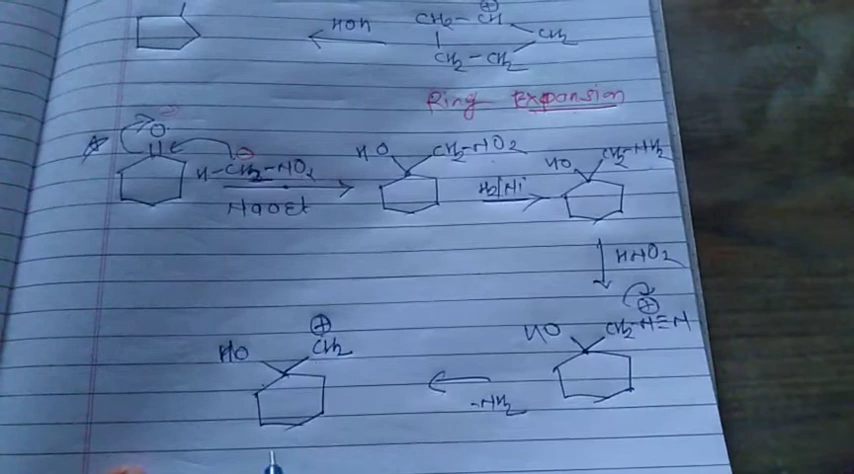 CH₂ - CH ⊕
HOH
CH₂
CH₂ - CH₂
Ring Expansion
O
H-CH₂-NO₂
NaOEt
HO CH₂-NO₂
H₂/Ni
HO CH₂-NH₂
HNO₂
HO CH₂-N≡N ⊕
-NH₂
HO CH₂ ⊕